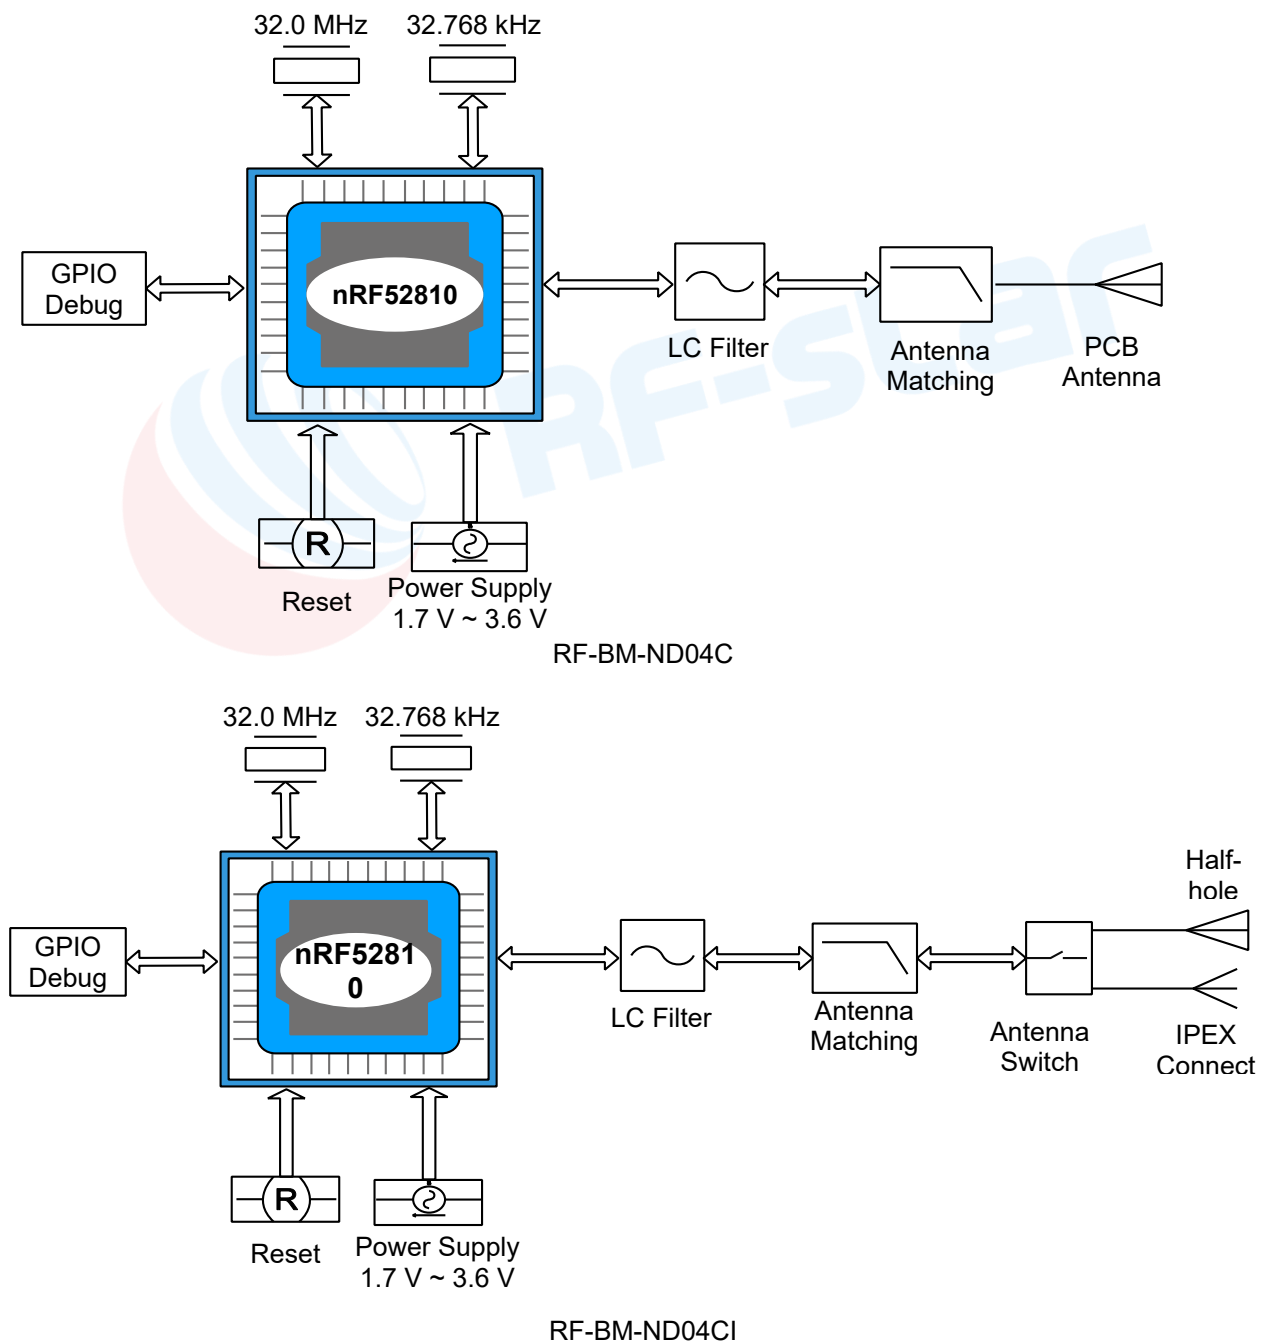 32.0 MHz 32.768 kHz
GPIO
Debug
nRF52810
LC Filter
Antenna
Matching
PCB
Antenna
RF-star
R
Reset
Power Supply
1.7 V ~ 3.6 V
RF-BM-ND04C
32.0 MHz 32.768 kHz
GPIO
Debug
nRF5281
0
LC Filter
Antenna
Matching
Antenna
Switch
Half-
hole
IPEX
Connect
R
Reset
Power Supply
1.7 V ~ 3.6 V
RF-BM-ND04CI